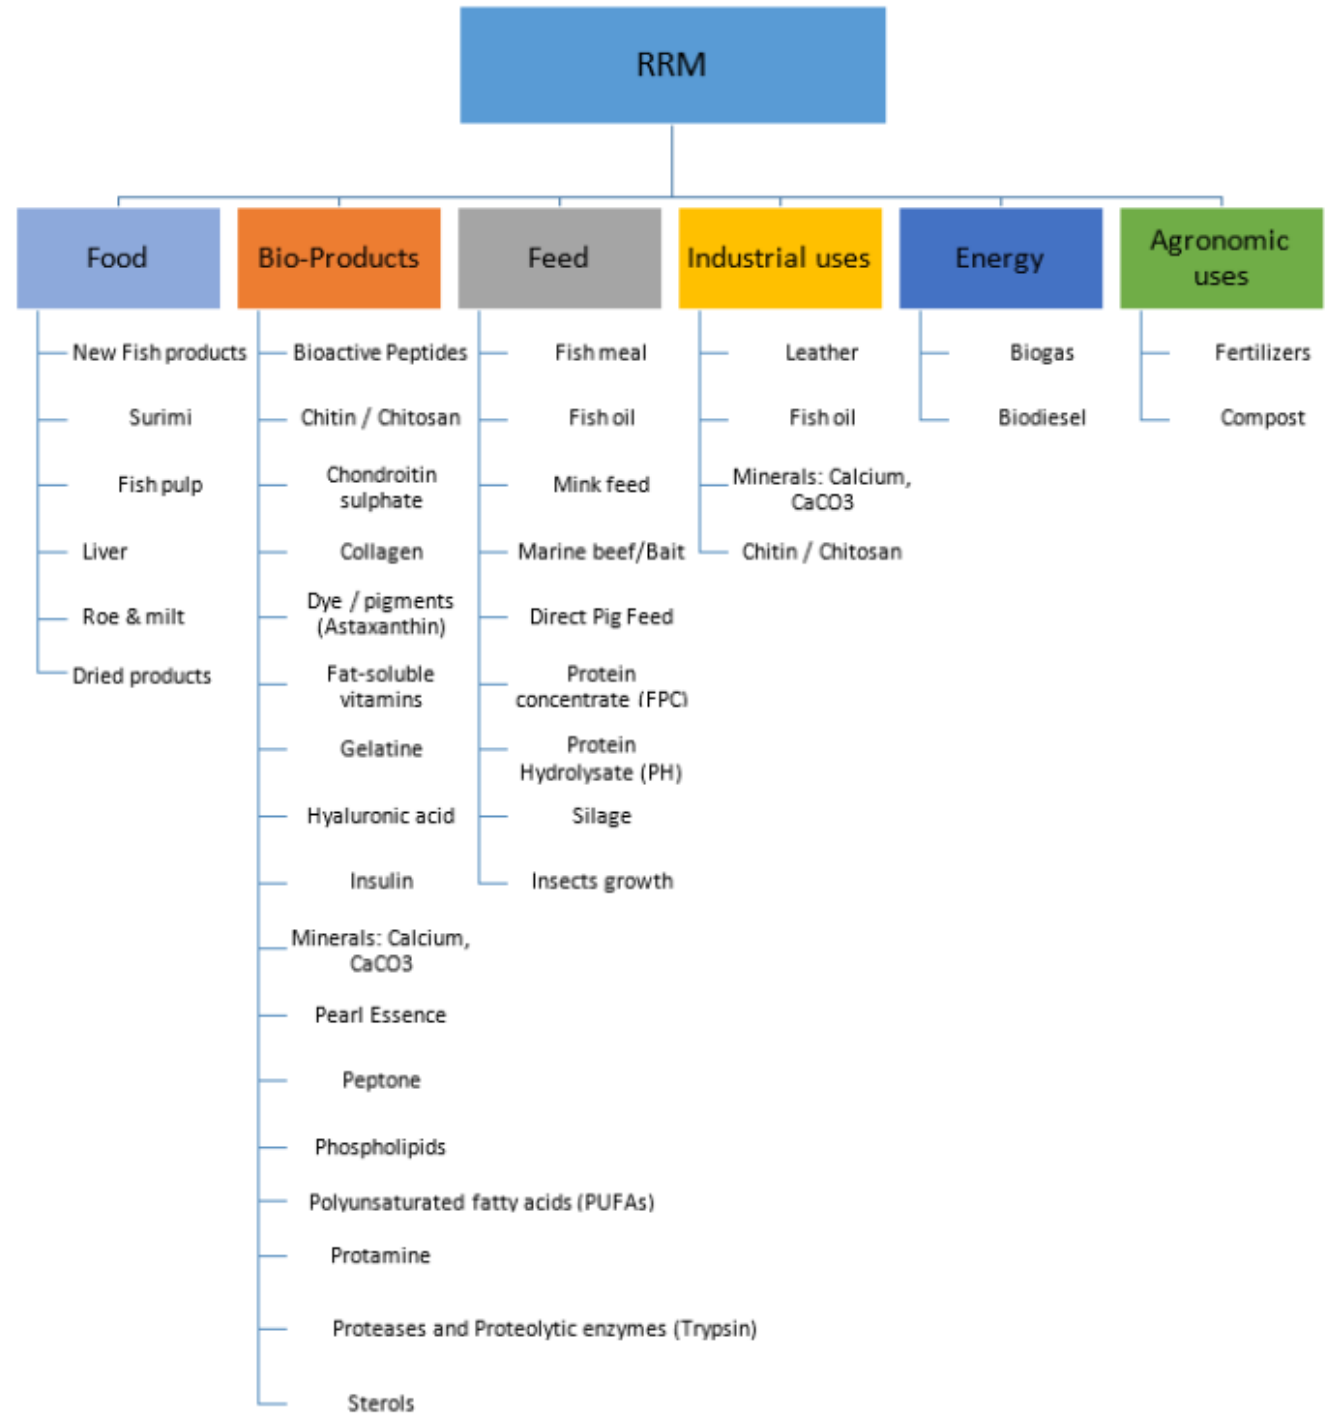 RRM
Food
Bio-Products
Feed
Industrial uses
Energy
Agronomic
uses
New Fish products
Surimi
Fish pulp
Liver
Roe & milt
Dried products
Bioactive Peptides
Chitin / Chitosan
Chondroitin
sulphate
Collagen
Dye / pigments
(Astaxanthin)
Fat-soluble
vitamins
Gelatine
Hyaluronic acid
Insulin
Minerals: Calcium,
CaCO3
Pearl Essence
Peptone
Phospholipids
Polyunsaturated fatty acids (PUFAs)
Protamine
Proteases and Proteolytic enzymes (Trypsin)
Sterols
Fish meal
Fish oil
Mink feed
Marine beef/Bait
Direct Pig Feed
Protein
concentrate (FPC)
Protein
Hydrolysate (PH)
Silage
Insects growth
Leather
Fish oil
Minerals: Calcium,
CaCO3
Chitin / Chitosan
Biogas
Biodiesel
Fertilizers
Compost